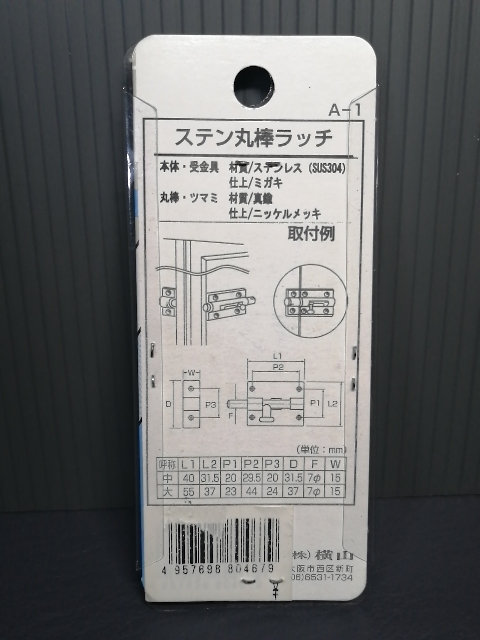 A-1
ステン丸棒ラッチ
本体・受金具 材質/ステンレス(SUS304)
仕上/ミガキ
丸棒・ツマミ 材質/真鍮
仕上/ニッケルメッキ
取付例
L1
P2
W
D
P3
F
P1
L2
(単位:mm)
呼称 L1 L2 P1 P2 P3 D F W
中 40 31.5 20 29.5 20 31.5 7φ 15
大 55 37 23 44 24 37 7φ 15
(株) 横山
大阪市西区新町
(06)6531-1734
4 957698 804679